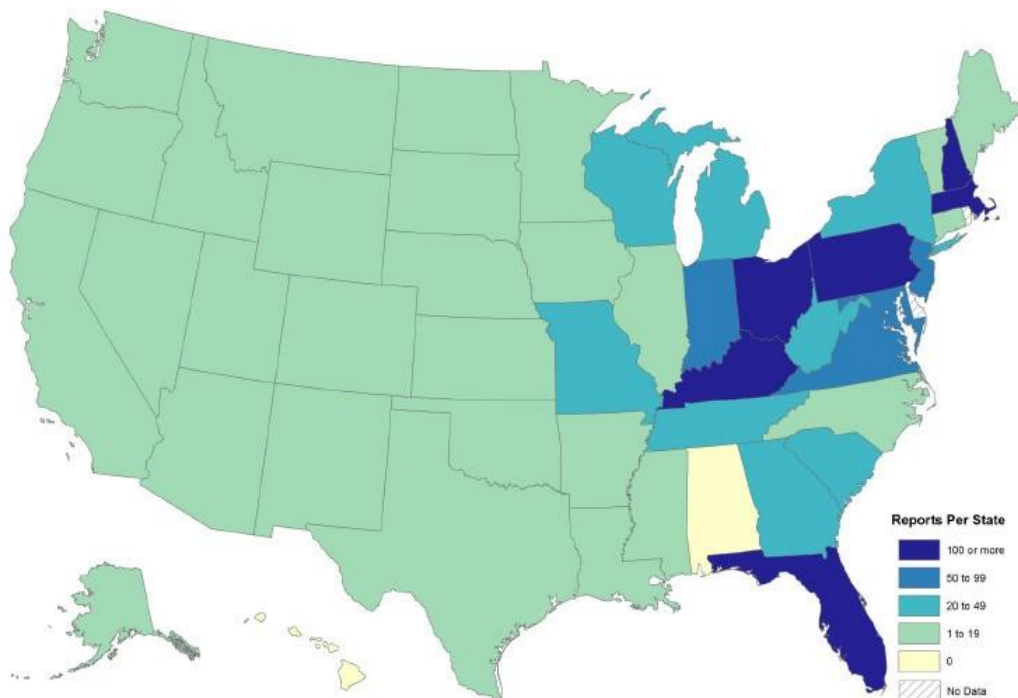 Reports Per State
100 or more
50 to 99
20 to 49
1 to 19
0
No Data